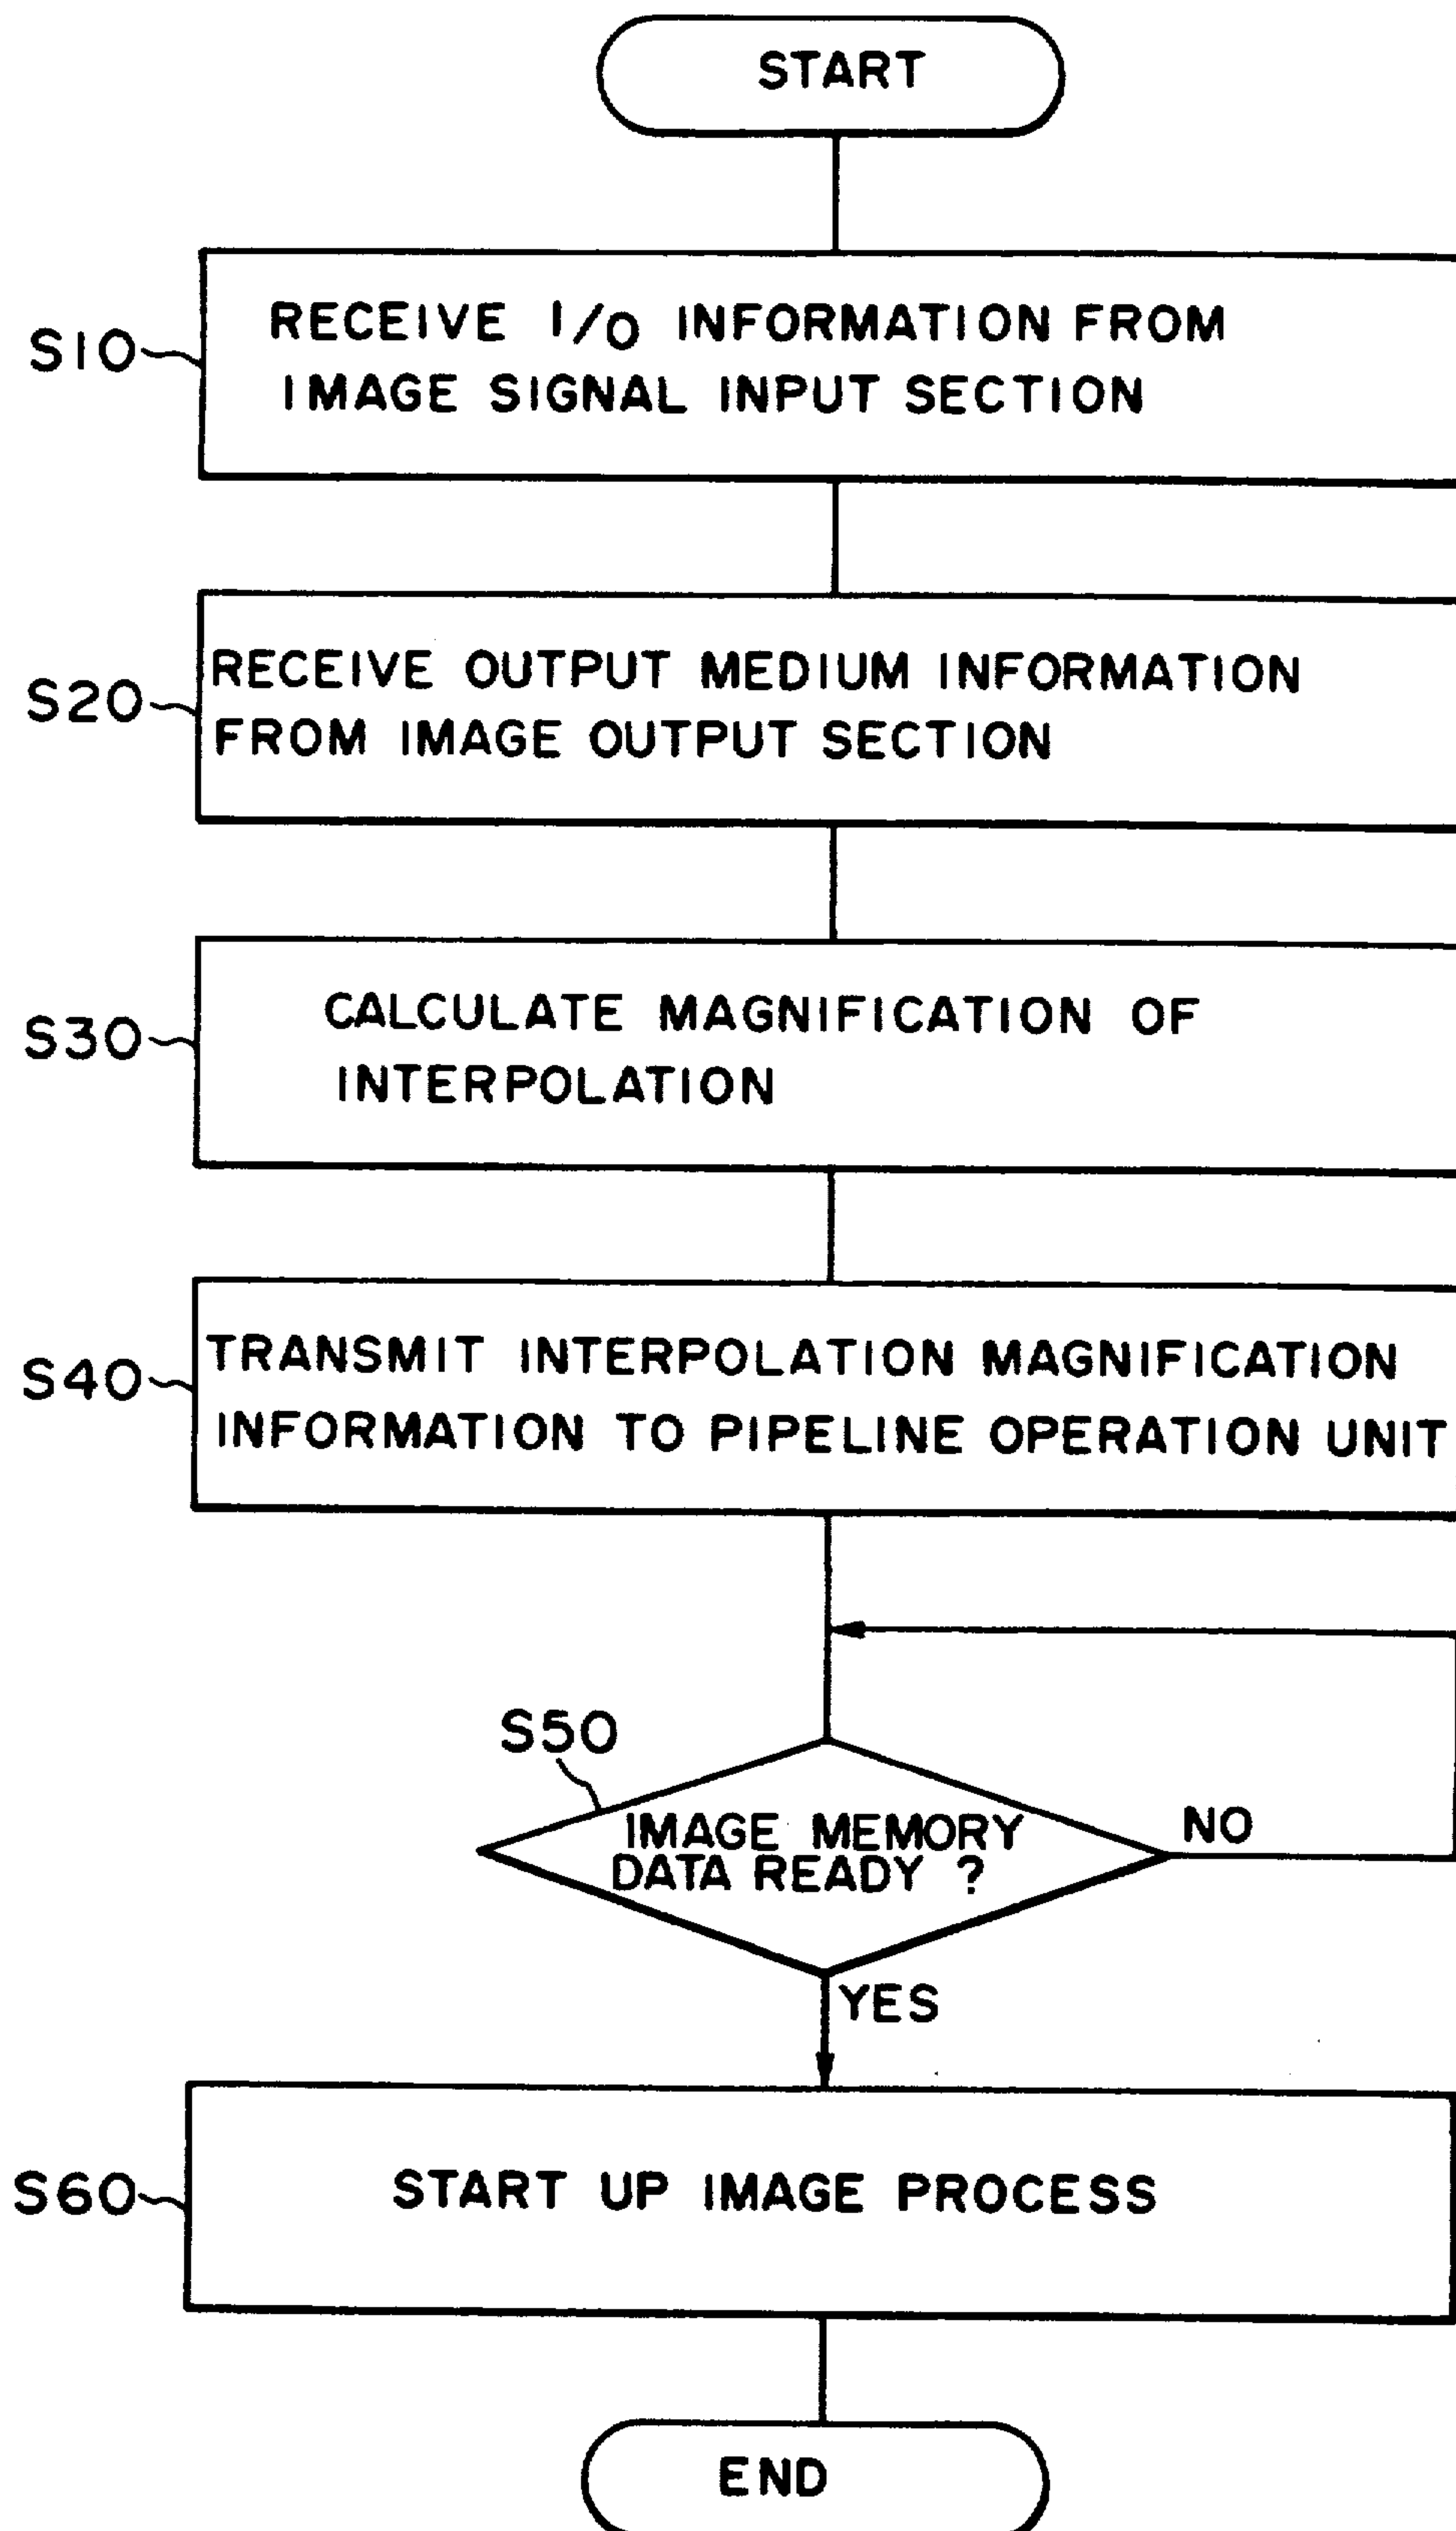 START
S10
RECEIVE I/O INFORMATION FROM
IMAGE SIGNAL INPUT SECTION
S20
RECEIVE OUTPUT MEDIUM INFORMATION
FROM IMAGE OUTPUT SECTION
S30
CALCULATE MAGNIFICATION OF
INTERPOLATION
S40
TRANSMIT INTERPOLATION MAGNIFICATION
INFORMATION TO PIPELINE OPERATION UNIT
S50
IMAGE MEMORY
DATA READY ?
NO
YES
S60
START UP IMAGE PROCESS
END